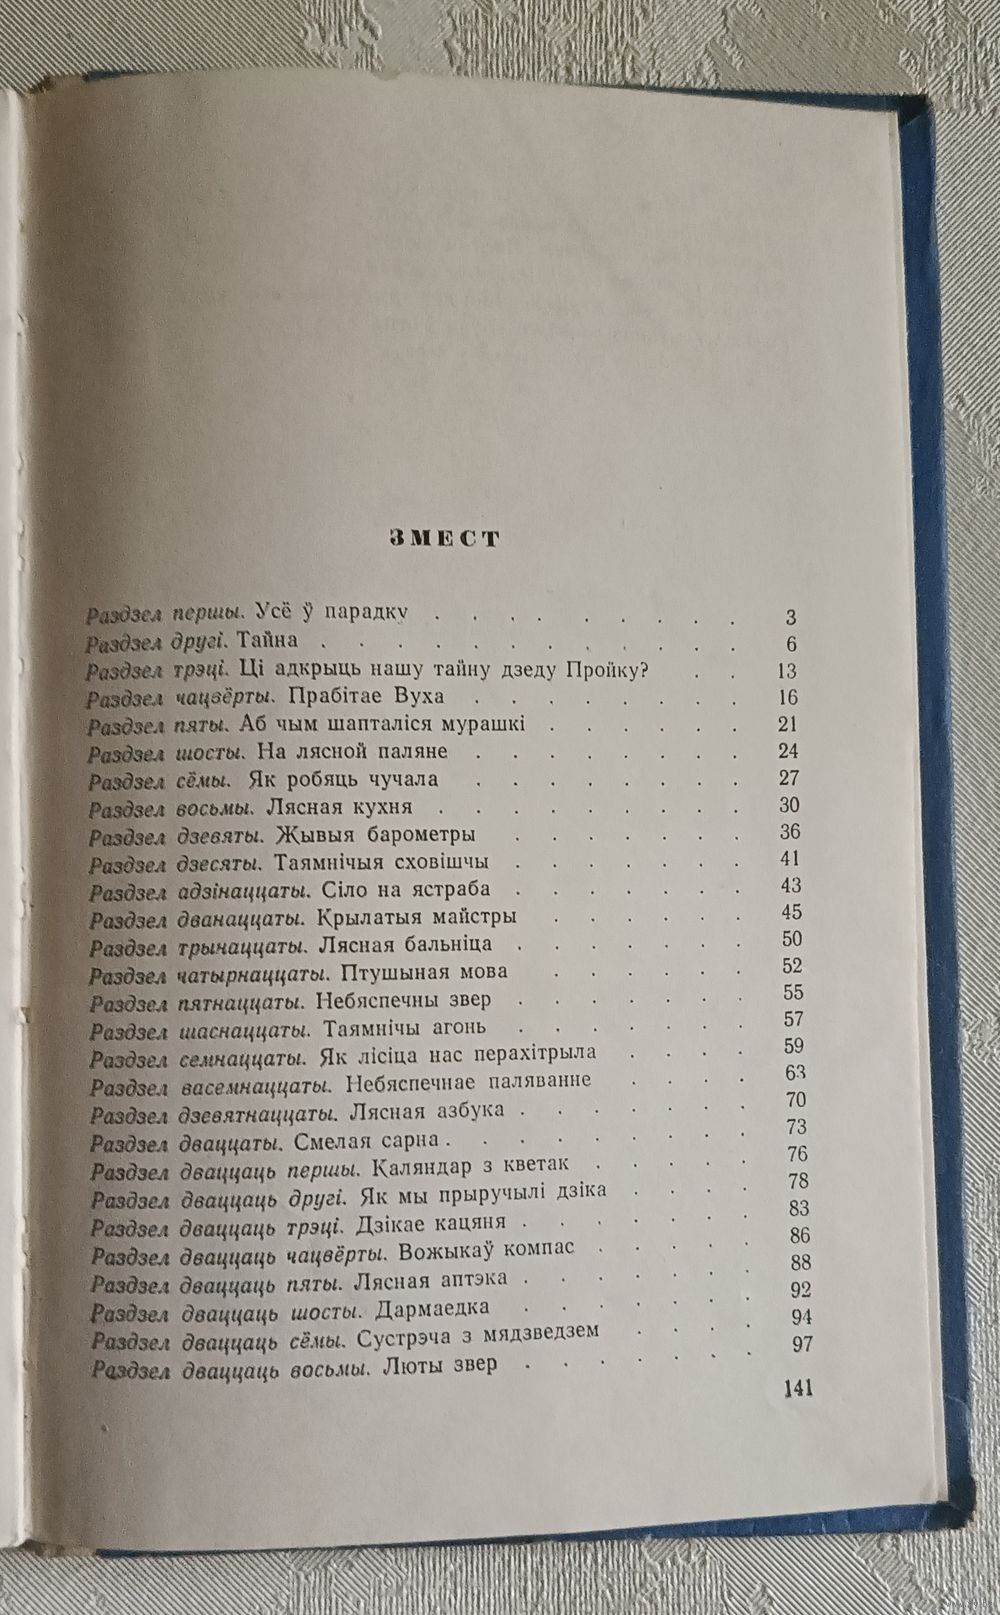 ЗМЕСТ
Раздзел першы. Усё ў парадку . . . . . . . . . 3
Раздзел другі. Тайна . . . . . . . . . . . 6
Раздзел трэці. Ці адкрыць нашу тайну дзеду Пройку? . . 13
Раздзел чацвёрты. Прабітае Вуха . . . . . . . 16
Раздзел пяты. Аб чым шапталіся мурашкі . . . . . . 21
Раздзел шосты. На лясной паляне . . . . . . . 24
Раздзел сёмы. Як робяць чучала . . . . . . . 27
Раздзел восьмы. Лясная кухня . . . . . . . . 30
Раздзел дзевяты. Жывыя барометры . . . . . . . 36
Раздзел дзесяты. Таямнічыя сховішчы . . . . . . . 41
Раздзел адзінаццаты. Сіло на ястраба . . . . . . . 43
Раздзел дванаццаты. Крылатыя майстры . . . . . . 45
Раздзел трынаццаты. Лясная бальніца . . . . . . . 50
Раздзел чатырнаццаты. Птушыная мова . . . . . . 52
Раздзел пятнаццаты. Небяспечны звер . . . . . . . 55
Раздзел шаснаццаты. Таямнічы агонь . . . . . . . 57
Раздзел семнаццаты. Як лісіца нас перахітрыла . . . . 59
Раздзел васемнаццаты. Небяспечнае паляванне . . . . 63
Раздзел дзевятнаццаты. Лясная азбука . . . . . . . 70
Раздзел дваццаты. Смелая сарна . . . . . . . . . 73
Раздзел дваццаць першы. Каляндар з кветак . . . . . 76
Раздзел дваццаць другі. Як мы прыручылі дзіка . . . . 78
Раздзел дваццаць трэці. Дзікае кацяня . . . . . . . 83
Раздзел дваццаць чацвёрты. Вожыкаў компас . . . . . 86
Раздзел дваццаць пяты. Лясная аптэка . . . . . . . 88
Раздзел дваццаць шосты. Дармаедка . . . . . . . 92
Раздзел дваццаць сёмы. Сустрэча з мядзведзем . . . . 94
Раздзел дваццаць восьмы. Люты звер . . . . . . . 97
141